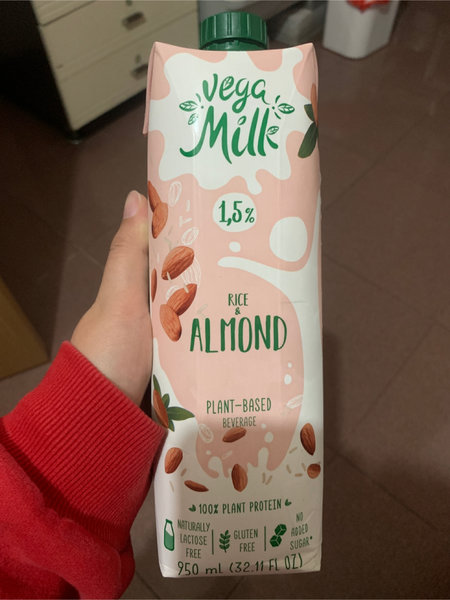 vega
Milk
1,5%
RICE
&
ALMOND
PLANT-BASED
BEVERAGE
100% PLANT PROTEIN
NATURALLY
LACTOSE
FREE
GLUTEN
FREE
NO
ADDED
SUGAR*
950 ml (32.11 FL OZ)